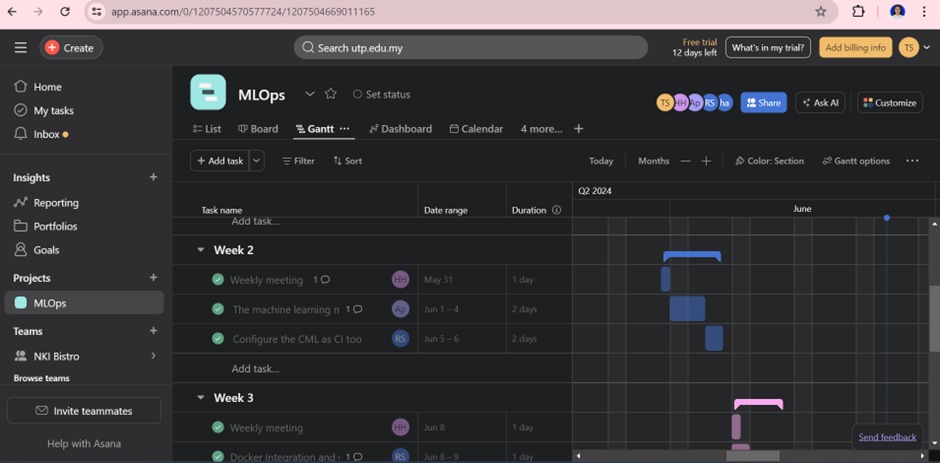 app.asana.com/0/1207504570577724/1207504669011165
Create
Search utp.edu.my
Free trial
12 days left
What's in my trial?
Add billing info
TS
Home
My tasks
Inbox
Insights
Reporting
Portfolios
Goals
Projects
MLOps
Teams
NKI Bistro
Browse teams
Invite teammates
Help with Asana
MLOps
Set status
TS HH Ap RS ha
Share
Ask AI
Customize
List Board Gantt Dashboard Calendar 4 more...
Add task
Filter
Sort
Today
Months
Color: Section
Gantt options
Q2 2024
Task name Date range Duration June
Add task...
Week 2
Weekly meeting 1 HH May 31 1 day
The machine learning m 1 Ap Jun 1 – 4 2 days
Configure the CML as CI too RS Jun 5 – 6 2 days
Add task...
Week 3
Weekly meeting HH Jun 8 1 day
Docker Integration and 1 RS Jun 8 – 9 1 day
Send feedback